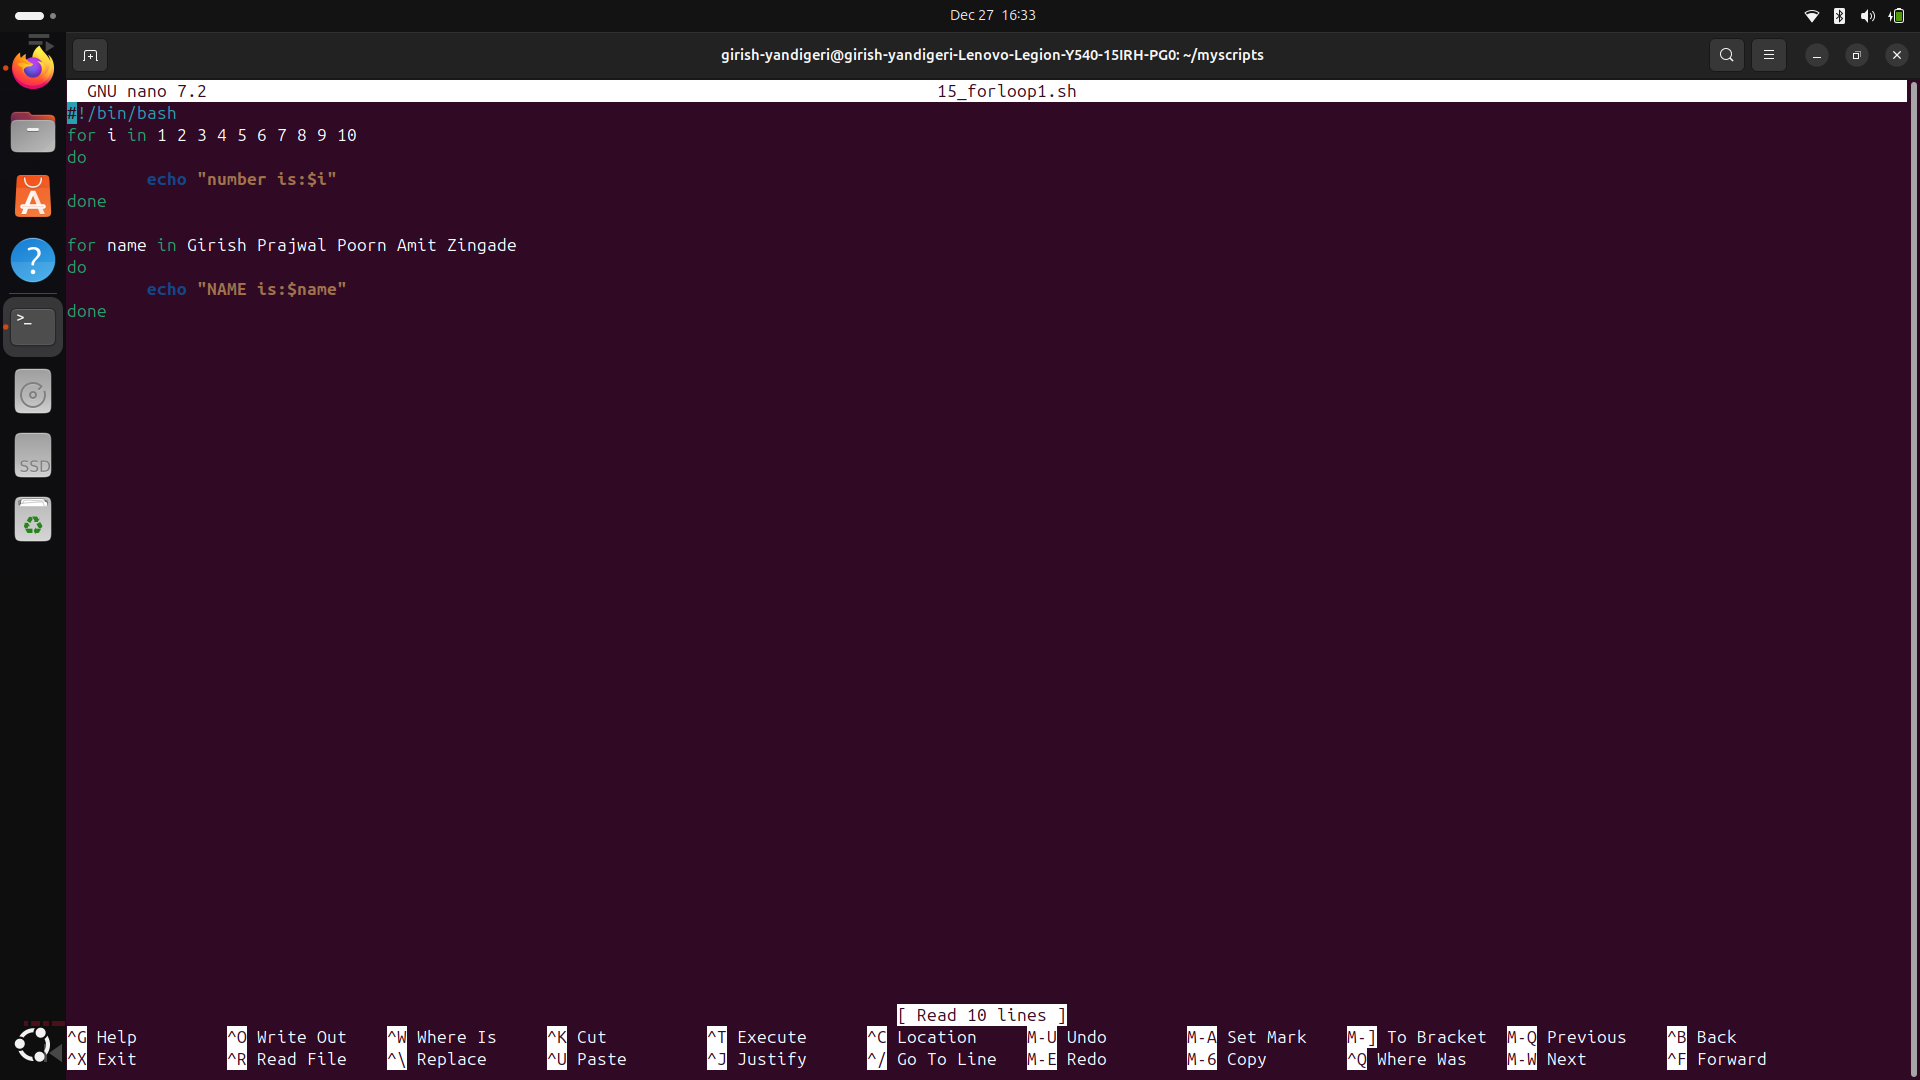 Dec 27 16:33
girish-yandigeri@girish-yandigeri-Lenovo-Legion-Y540-15IRH-PG0: ~/myscripts
GNU nano 7.2 15_forloop1.sh
#!/bin/bash
for i in 1 2 3 4 5 6 7 8 9 10
do
echo "number is:$i"
done
for name in Girish Prajwal Poorn Amit Zingade
do
echo "NAME is:$name"
done
>_
SSD
[ Read 10 lines ]
^G Help ^O Write Out ^W Where Is ^K Cut ^T Execute ^C Location M-U Undo M-A Set Mark M-] To Bracket M-Q Previous ^B Back
^X Exit ^R Read File ^\ Replace ^U Paste ^J Justify ^/ Go To Line M-E Redo M-6 Copy ^Q Where Was M-W Next ^F Forward